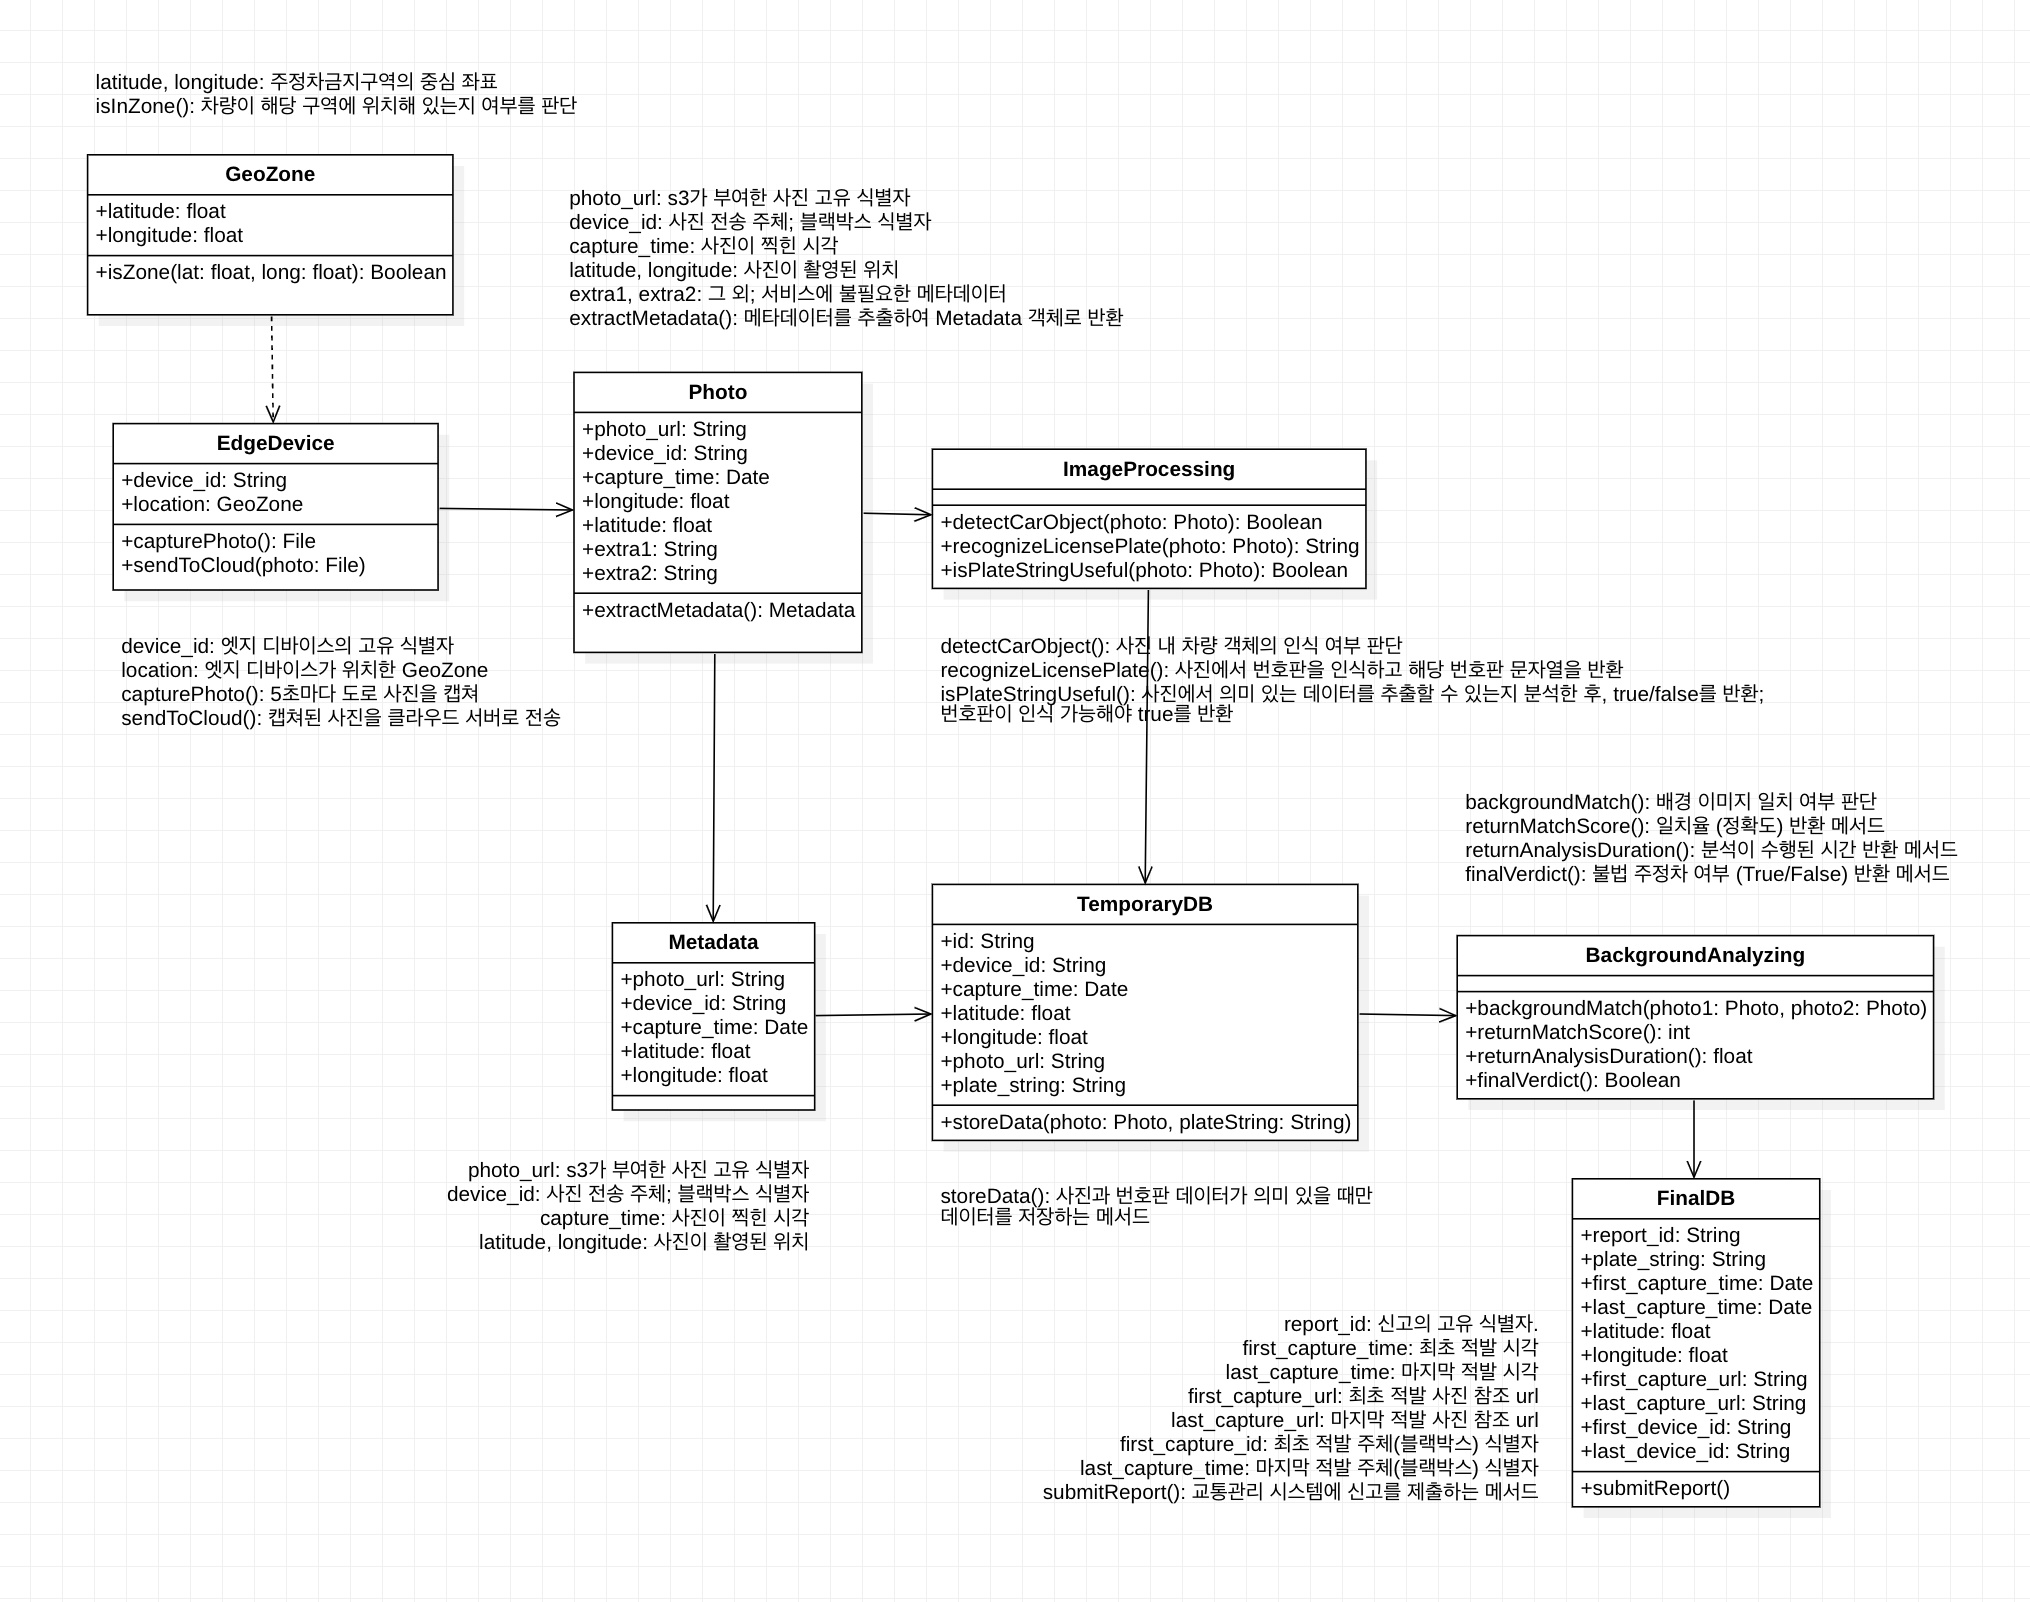 latitude, longitude: 주정차금지구역의 중심 좌표
isInZone(): 차량이 해당 구역에 위치해 있는지 여부를 판단
GeoZone
+latitude: float
+longitude: float
+isZone(lat: float, long: float): Boolean
photo_url: s3가 부여한 사진 고유 식별자
device_id: 사진 전송 주체; 블랙박스 식별자
capture_time: 사진이 찍힌 시각
latitude, longitude: 사진이 촬영된 위치
extra1, extra2: 그 외; 서비스에 불필요한 메타데이터
extractMetadata(): 메타데이터를 추출하여 Metadata 객체로 반환
EdgeDevice
+device_id: String
+location: GeoZone
+capturePhoto(): File
+sendToCloud(photo: File)
device_id: 엣지 디바이스의 고유 식별자
location: 엣지 디바이스가 위치한 GeoZone
capturePhoto(): 5초마다 도로 사진을 캡쳐
sendToCloud(): 캡쳐된 사진을 클라우드 서버로 전송
Photo
+photo_url: String
+device_id: String
+capture_time: Date
+longitude: float
+latitude: float
+extra1: String
+extra2: String
+extractMetadata(): Metadata
ImageProcessing
+detectCarObject(photo: Photo): Boolean
+recognizeLicensePlate(photo: Photo): String
+isPlateStringUseful(photo: Photo): Boolean
detectCarObject(): 사진 내 차량 객체의 인식 여부 판단
recognizeLicensePlate(): 사진에서 번호판을 인식하고 해당 번호판 문자열을 반환
isPlateStringUseful(): 사진에서 의미 있는 데이터를 추출할 수 있는지 분석한 후, true/false를 반환;
번호판이 인식 가능해야 true를 반환
Metadata
+photo_url: String
+device_id: String
+capture_time: Date
+latitude: float
+longitude: float
photo_url: s3가 부여한 사진 고유 식별자
device_id: 사진 전송 주체; 블랙박스 식별자
capture_time: 사진이 찍힌 시각
latitude, longitude: 사진이 촬영된 위치
TemporaryDB
+id: String
+device_id: String
+capture_time: Date
+latitude: float
+longitude: float
+photo_url: String
+plate_string: String
+storeData(photo: Photo, plateString: String)
storeData(): 사진과 번호판 데이터가 의미 있을 때만
데이터를 저장하는 메서드
backgroundMatch(): 배경 이미지 일치 여부 판단
returnMatchScore(): 일치율 (정확도) 반환 메서드
returnAnalysisDuration(): 분석이 수행된 시간 반환 메서드
finalVerdict(): 불법 주정차 여부 (True/False) 반환 메서드
BackgroundAnalyzing
+backgroundMatch(photo1: Photo, photo2: Photo)
+returnMatchScore(): int
+returnAnalysisDuration(): float
+finalVerdict(): Boolean
FinalDB
+report_id: String
+plate_string: String
+first_capture_time: Date
+last_capture_time: Date
+latitude: float
+longitude: float
+first_capture_url: String
+last_capture_url: String
+first_device_id: String
+last_device_id: String
+submitReport()
report_id: 신고의 고유 식별자.
first_capture_time: 최초 적발 시각
last_capture_time: 마지막 적발 시각
first_capture_url: 최초 적발 사진 참조 url
last_capture_url: 마지막 적발 사진 참조 url
first_capture_id: 최초 적발 주체(블랙박스) 식별자
last_capture_time: 마지막 적발 주체(블랙박스) 식별자
submitReport(): 교통관리 시스템에 신고를 제출하는 메서드